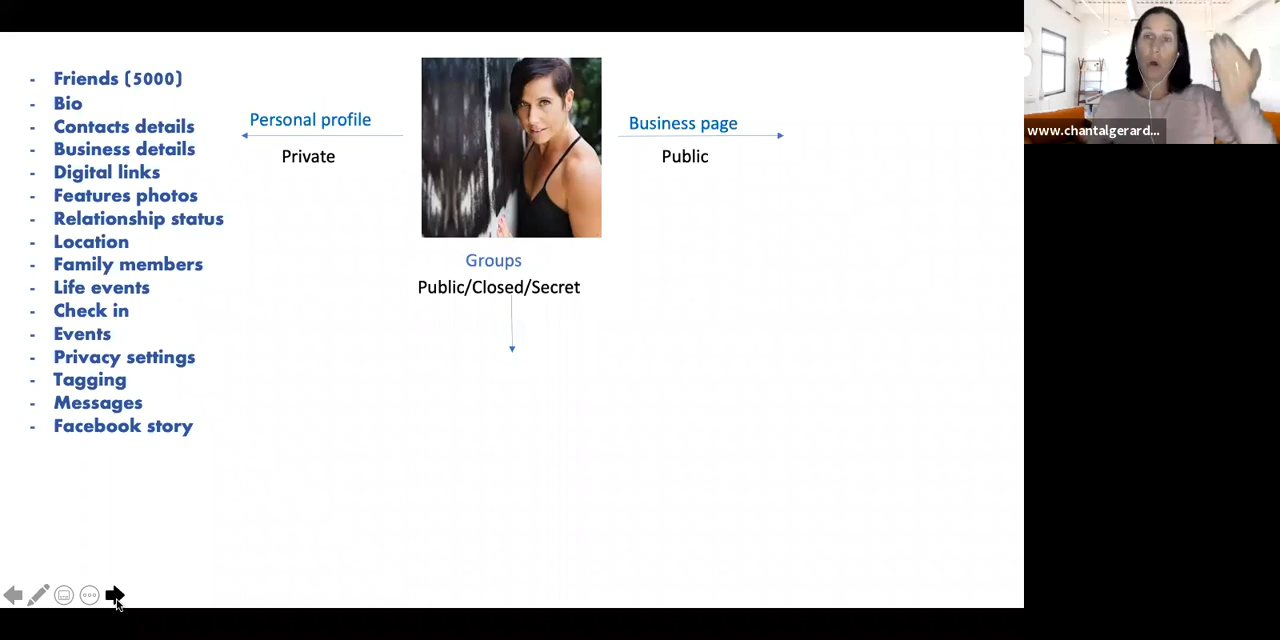 - Friends (5000)
- Bio
- Contacts details
- Business details
- Digital links
- Features photos
- Relationship status
- Location
- Family members
- Life events
- Check in
- Events
- Privacy settings
- Tagging
- Messages
- Facebook story
Personal profile
Private
Groups
Public/Closed/Secret
Business page
Public
www.chantalgerard...